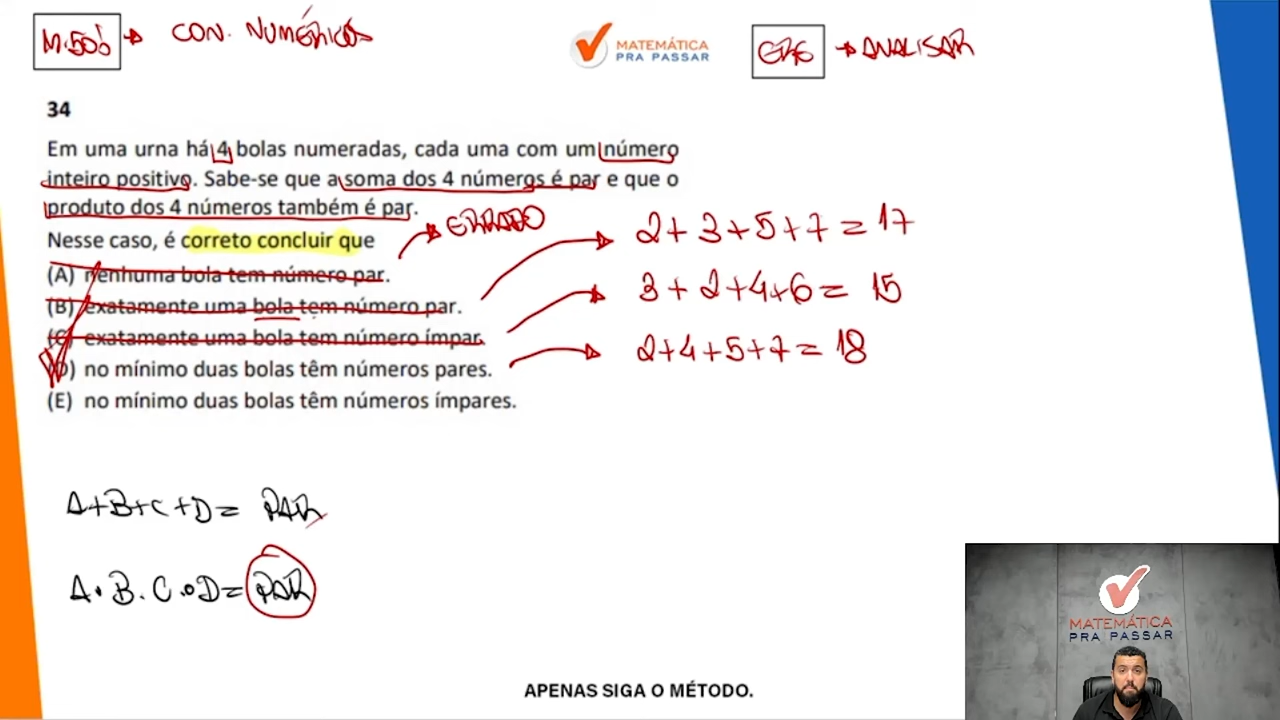 M.500 → CON. NUMÉRICOS
MATEMÁTICA
PRA PASSAR
→ ANALISAR
34
Em uma urna há 4 bolas numeradas, cada uma com um número
inteiro positivo. Sabe-se que a soma dos 4 números é par e que o
produto dos 4 números também é par.
Nesse caso, é correto concluir que
ERRADO
(A) nenhuma bola tem número par.
(B) exatamente uma bola tem número par.
(C) exatamente uma bola tem número ímpar.
(D) no mínimo duas bolas têm números pares.
(E) no mínimo duas bolas têm números ímpares.
2+3+5+7=17
3+2+4+6=15
2+4+5+7=18
A+B+C+D= PAR
A.B.C.D= PAR
MATEMÁTICA
PRA PASSAR
APENAS SIGA O MÉTODO.